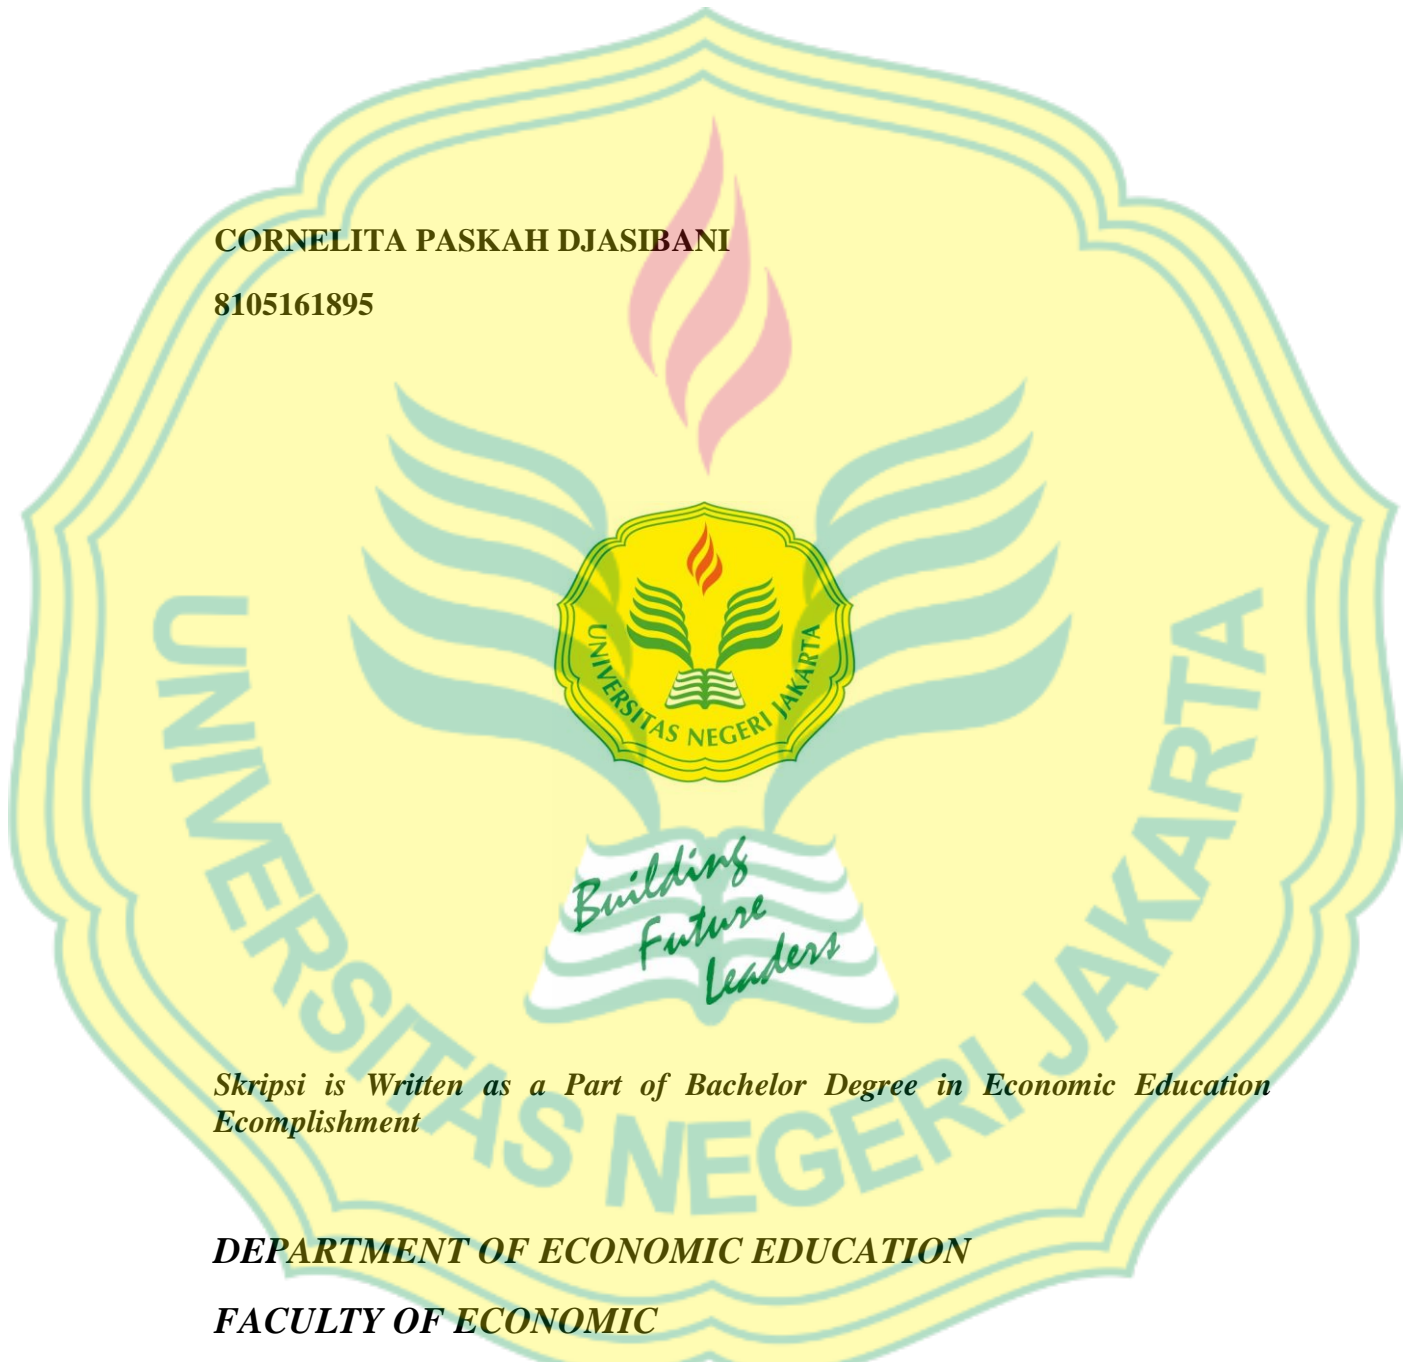 CORNELITA PASKAH DJASIBANI
8105161895
UNIVERSITAS NEGERI JAKARTA
Building
Future
Leaders
Skripsi is Written as a Part of Bachelor Degree in Economic Education
Ecomplishment
UNIVERSITAS NEGERI JAKARTA
DEPARTMENT OF ECONOMIC EDUCATION
FACULTY OF ECONOMIC